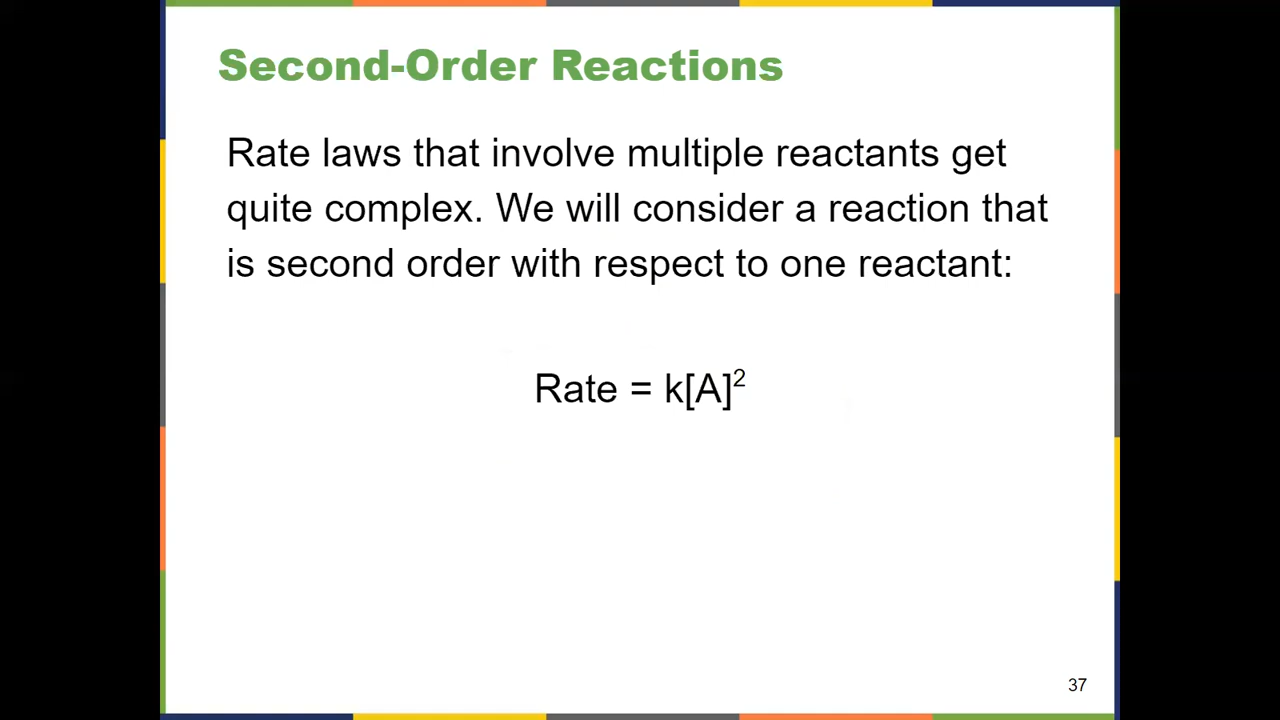 Second-Order Reactions
Rate laws that involve multiple reactants get
quite complex. We will consider a reaction that
is second order with respect to one reactant:
Rate = k[A]²
37